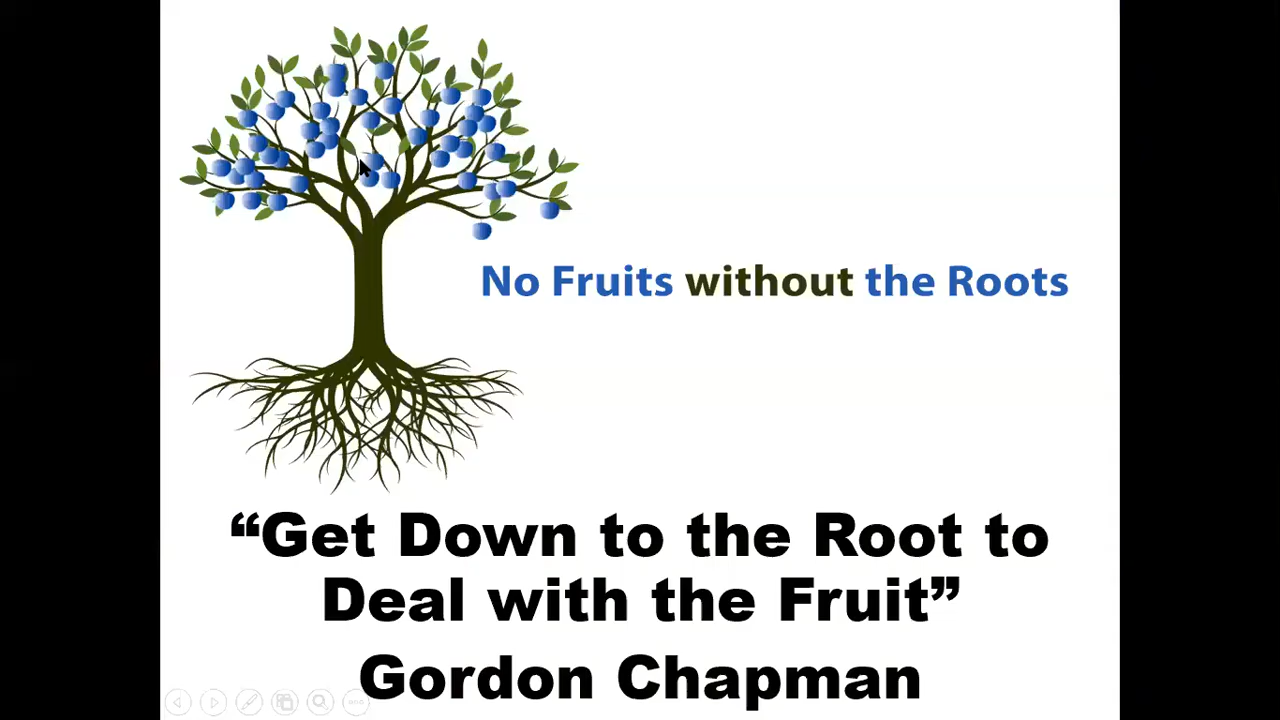 No Fruits without the Roots
“Get Down to the Root to
Deal with the Fruit”
Gordon Chapman